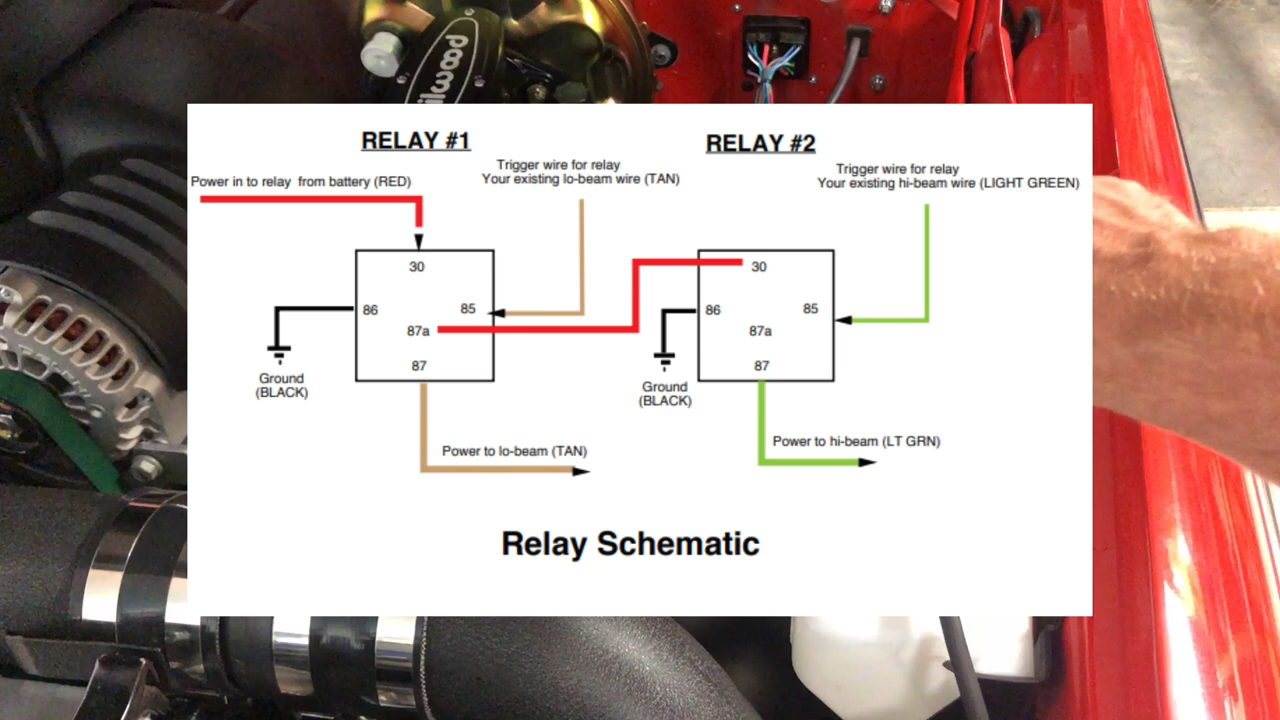 ilwood
RELAY #1
RELAY #2
Trigger wire for relay
Your existing lo-beam wire (TAN)
Trigger wire for relay
Your existing hi-beam wire (LIGHT GREEN)
Power in to relay from battery (RED)
30
86
85
87a
87
Ground
(BLACK)
Power to lo-beam (TAN)
30
86
85
87a
87
Ground
(BLACK)
Power to hi-beam (LT GRN)
Relay Schematic